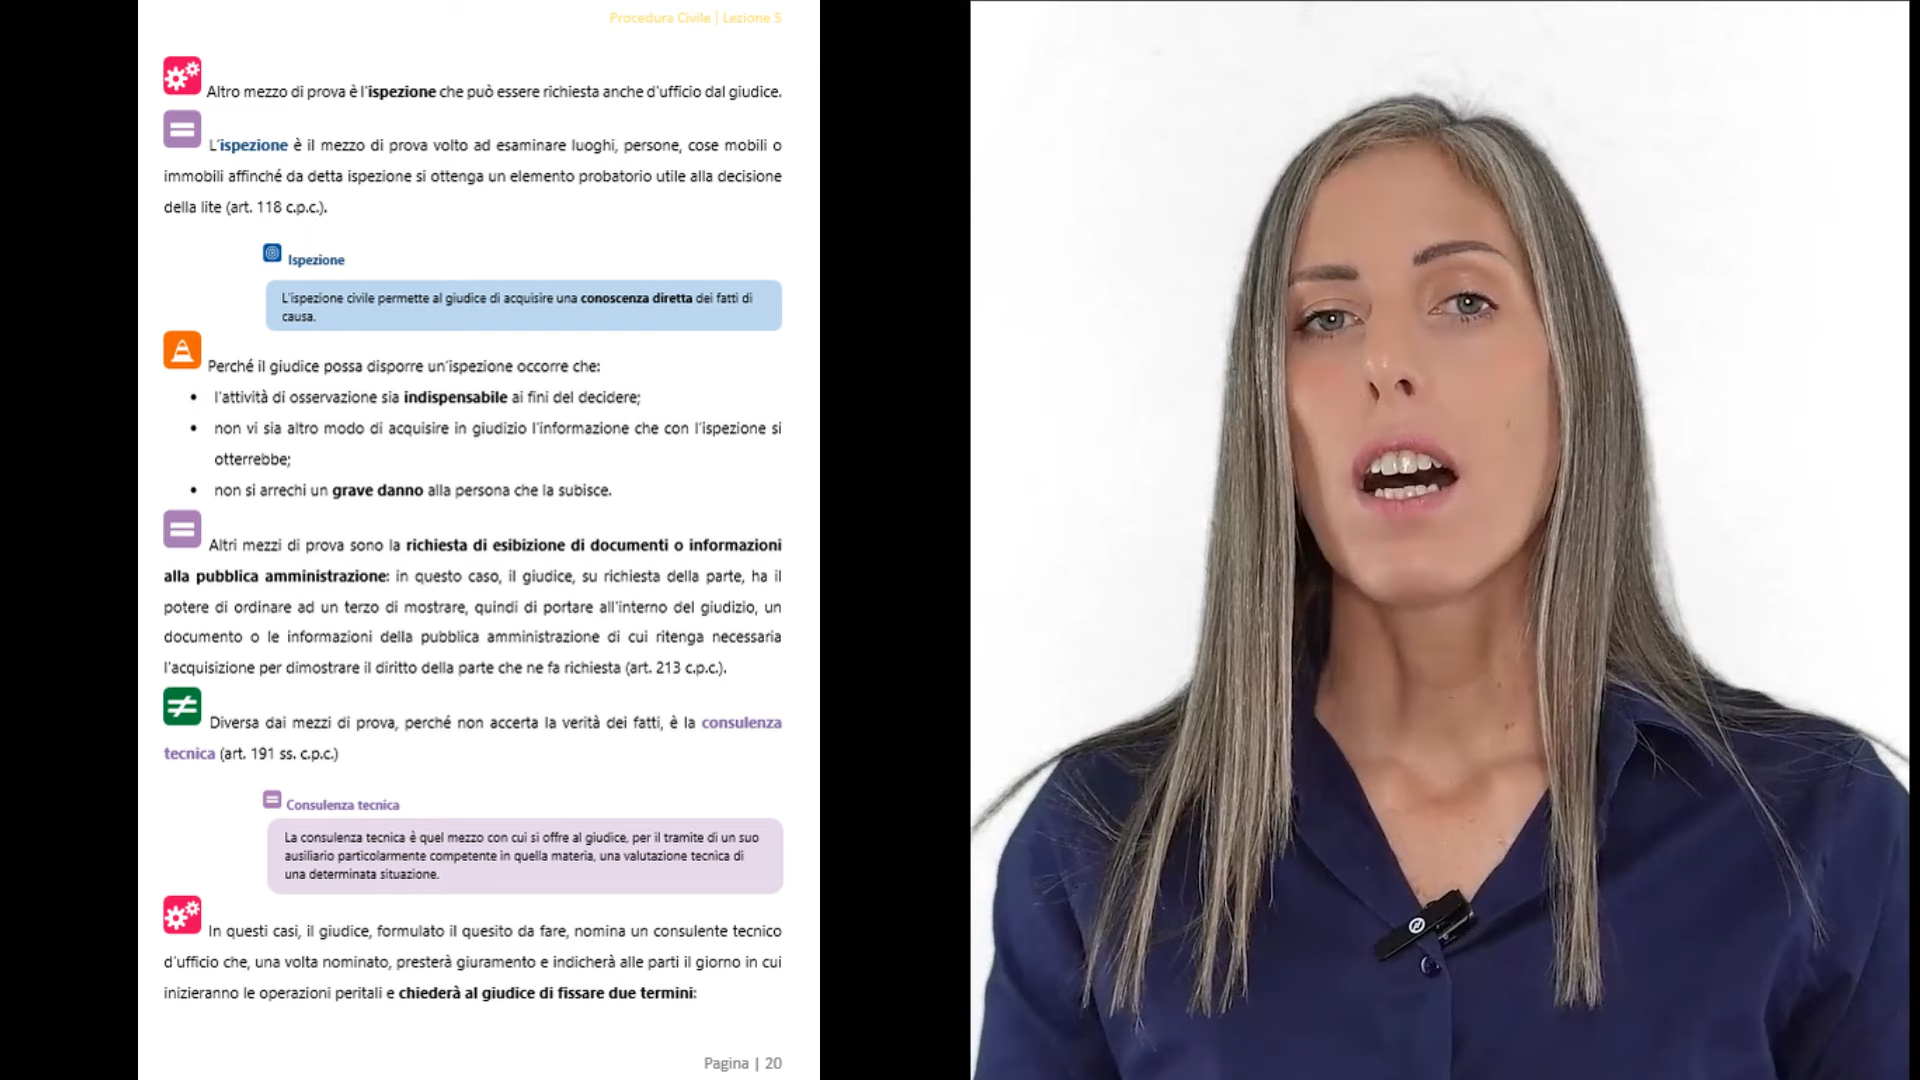 Procedura Civile | Lezione 5
Altro mezzo di prova è l'ispezione che può essere richiesta anche d'ufficio dal giudice.
L'ispezione è il mezzo di prova volto ad esaminare luoghi, persone, cose mobili o
immobili affinché da detta ispezione si ottenga un elemento probatorio utile alla decisione
della lite (art. 118 c.p.c.).
Ispezione
L'ispezione civile permette al giudice di acquisire una conoscenza diretta dei fatti di
causa.
Perché il giudice possa disporre un'ispezione occorre che:
• l'attività di osservazione sia indispensabile ai fini del decidere;
• non vi sia altro modo di acquisire in giudizio l'informazione che con l'ispezione si
otterrebbe;
• non si arrechi un grave danno alla persona che la subisce.
Altri mezzi di prova sono la richiesta di esibizione di documenti o informazioni
alla pubblica amministrazione: in questo caso, il giudice, su richiesta della parte, ha il
potere di ordinare ad un terzo di mostrare, quindi di portare all'interno del giudizio, un
documento o le informazioni della pubblica amministrazione di cui ritenga necessaria
l'acquisizione per dimostrare il diritto della parte che ne fa richiesta (art. 213 c.p.c.).
Diversa dai mezzi di prova, perché non accerta la verità dei fatti, è la consulenza
tecnica (art. 191 ss. c.p.c.)
Consulenza tecnica
La consulenza tecnica è quel mezzo con cui si offre al giudice, per il tramite di un suo
ausiliario particolarmente competente in quella materia, una valutazione tecnica di
una determinata situazione.
In questi casi, il giudice, formulato il quesito da fare, nomina un consulente tecnico
d'ufficio che, una volta nominato, presterà giuramento e indicherà alle parti il giorno in cui
inizieranno le operazioni peritali e chiederà al giudice di fissare due termini:
Pagina | 20